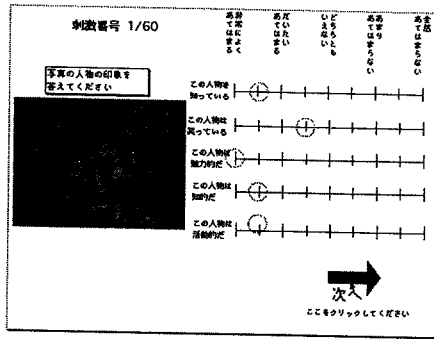 刺激番号 1/60
非常によく
あてはまる
だいたい
あてはまる
どちらとも
いえない
あまり
あてはまらない
全然
あてはまらない
写真の人物の印象を
答えてください
この人物を
知っている
この人物は
笑っている
この人物は
魅力的だ
この人物は
知的だ
この人物は
活動的だ
次へ
ここをクリックしてください